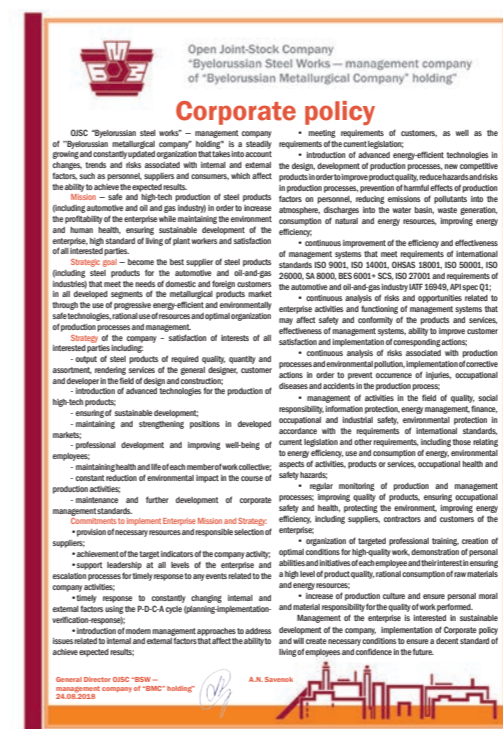 БМЗ
Open Joint-Stock Company
"Byelorussian Steel Works — management company
of "Byelorussian Metallurgical Company" holding"
Corporate policy
OJSC "Byelorussian steel works" — management company
of "Byelorussian metallurgical company" holding" is a steadily
growing and constantly updated organization that takes into account
changes, trends and risks associated with internal and external
factors, such as personnel, suppliers and consumers, which affect
the ability to achieve the expected results.
Mission — safe and high-tech production of steel products
(including automotive and oil and gas industry) in order to increase
the profitability of the enterprise while maintaining the environment
and human health, ensuring sustainable development of the
enterprise, high standard of living of plant workers and satisfaction
of all interested parties.
Strategic goal — become the best supplier of steel products
(including steel products for the automotive and oil-and-gas
industries) that meet the needs of domestic and foreign customers
in all developed segments of the metallurgical products market
through the use of progressive energy-efficient and environmentally
safe technologies, rational use of resources and optimal organization
of production processes and management.
Strategy of the company – satisfaction of interests of all
interested parties including:
- output of steel products of required quality, quantity and
assortment, rendering services of the general designer, customer
and developer in the field of design and construction;
- introduction of advanced technologies for the production of
high-tech products;
- ensuring of sustainable development;
- maintaining and strengthening positions in developed
markets;
- professional development and improving well-being of
employees;
- maintaining health and life of each member of work collective;
- constant reduction of environmental impact in the course of
production activities;
- maintenance and further development of corporate
management standards.
Commitments to implement Enterprise Mission and Strategy:
• provision of necessary resources and responsible selection of
suppliers;
• achievement of the target indicators of the company activity;
• support leadership at all levels of the enterprise and
escalation processes for timely response to any events related to the
company activities;
• timely response to constantly changing internal and
external factors using the P-D-C-A cycle (planning-implementation-
verification-response);
• introduction of modern management approaches to address
issues related to internal and external factors that affect the ability to
achieve expected results;
• meeting requirements of customers, as well as the
requirements of the current legislation;
• introduction of advanced energy-efficient technologies in
the design, development of production processes, new competitive
products in order to improve product quality, reduce hazards and risks
in production processes, prevention of harmful effects of production
factors on personnel, reducing emissions of pollutants into the
atmosphere, discharges into the water basin, waste generation,
consumption of natural and energy resources, improving energy
efficiency;
• continuous improvement of the efficiency and effectiveness
of management systems that meet requirements of international
standards ISO 9001, ISO 14001, OHSAS 18001, ISO 50001, ISO
26000, SA 8000, BES 6001+ SCS, ISO 27001 and requirements of
the automotive and oil-and-gas industry IATF 16949, API spec Q1;
• continuous analysis of risks and opportunities related to
enterprise activities and functioning of management systems that
may affect safety and conformity of the products and services,
effectiveness of management systems, ability to improve customer
satisfaction and implementation of corresponding actions;
• continuous analysis of risks associated with production
processes and environmental pollution, implementation of corrective
actions in order to prevent occurrence of injuries, occupational
diseases and accidents in the production process;
• management of activities in the field of quality, social
responsibility, information protection, energy management, finance,
occupational and industrial safety, environmental protection in
accordance with the requirements of international standards,
current legislation and other requirements, including those relating
to energy efficiency, use and consumption of energy, environmental
aspects of activities, products or services, occupational health and
safety hazards;
• regular monitoring of production and management
processes; improving quality of products, ensuring occupational
safety and health, protecting the environment, improving energy
efficiency, including suppliers, contractors and customers of the
enterprise;
• organization of targeted professional training, creation of
optimal conditions for high-quality work, demonstration of personal
abilities and initiatives of each employee and their interest in ensuring
a high level of product quality, rational consumption of raw materials
and energy resources;
• increase of production culture and ensure personal moral
and material responsibility for the quality of work performed.
Management of the enterprise is interested in sustainable
development of the company, implementation of Corporate policy
and will create necessary conditions to ensure a decent standard of
living of employees and confidence in the future.
General Director OJSC "BSW —
management company of "BMC" holding"
24.08.2018
A.N. Savenok